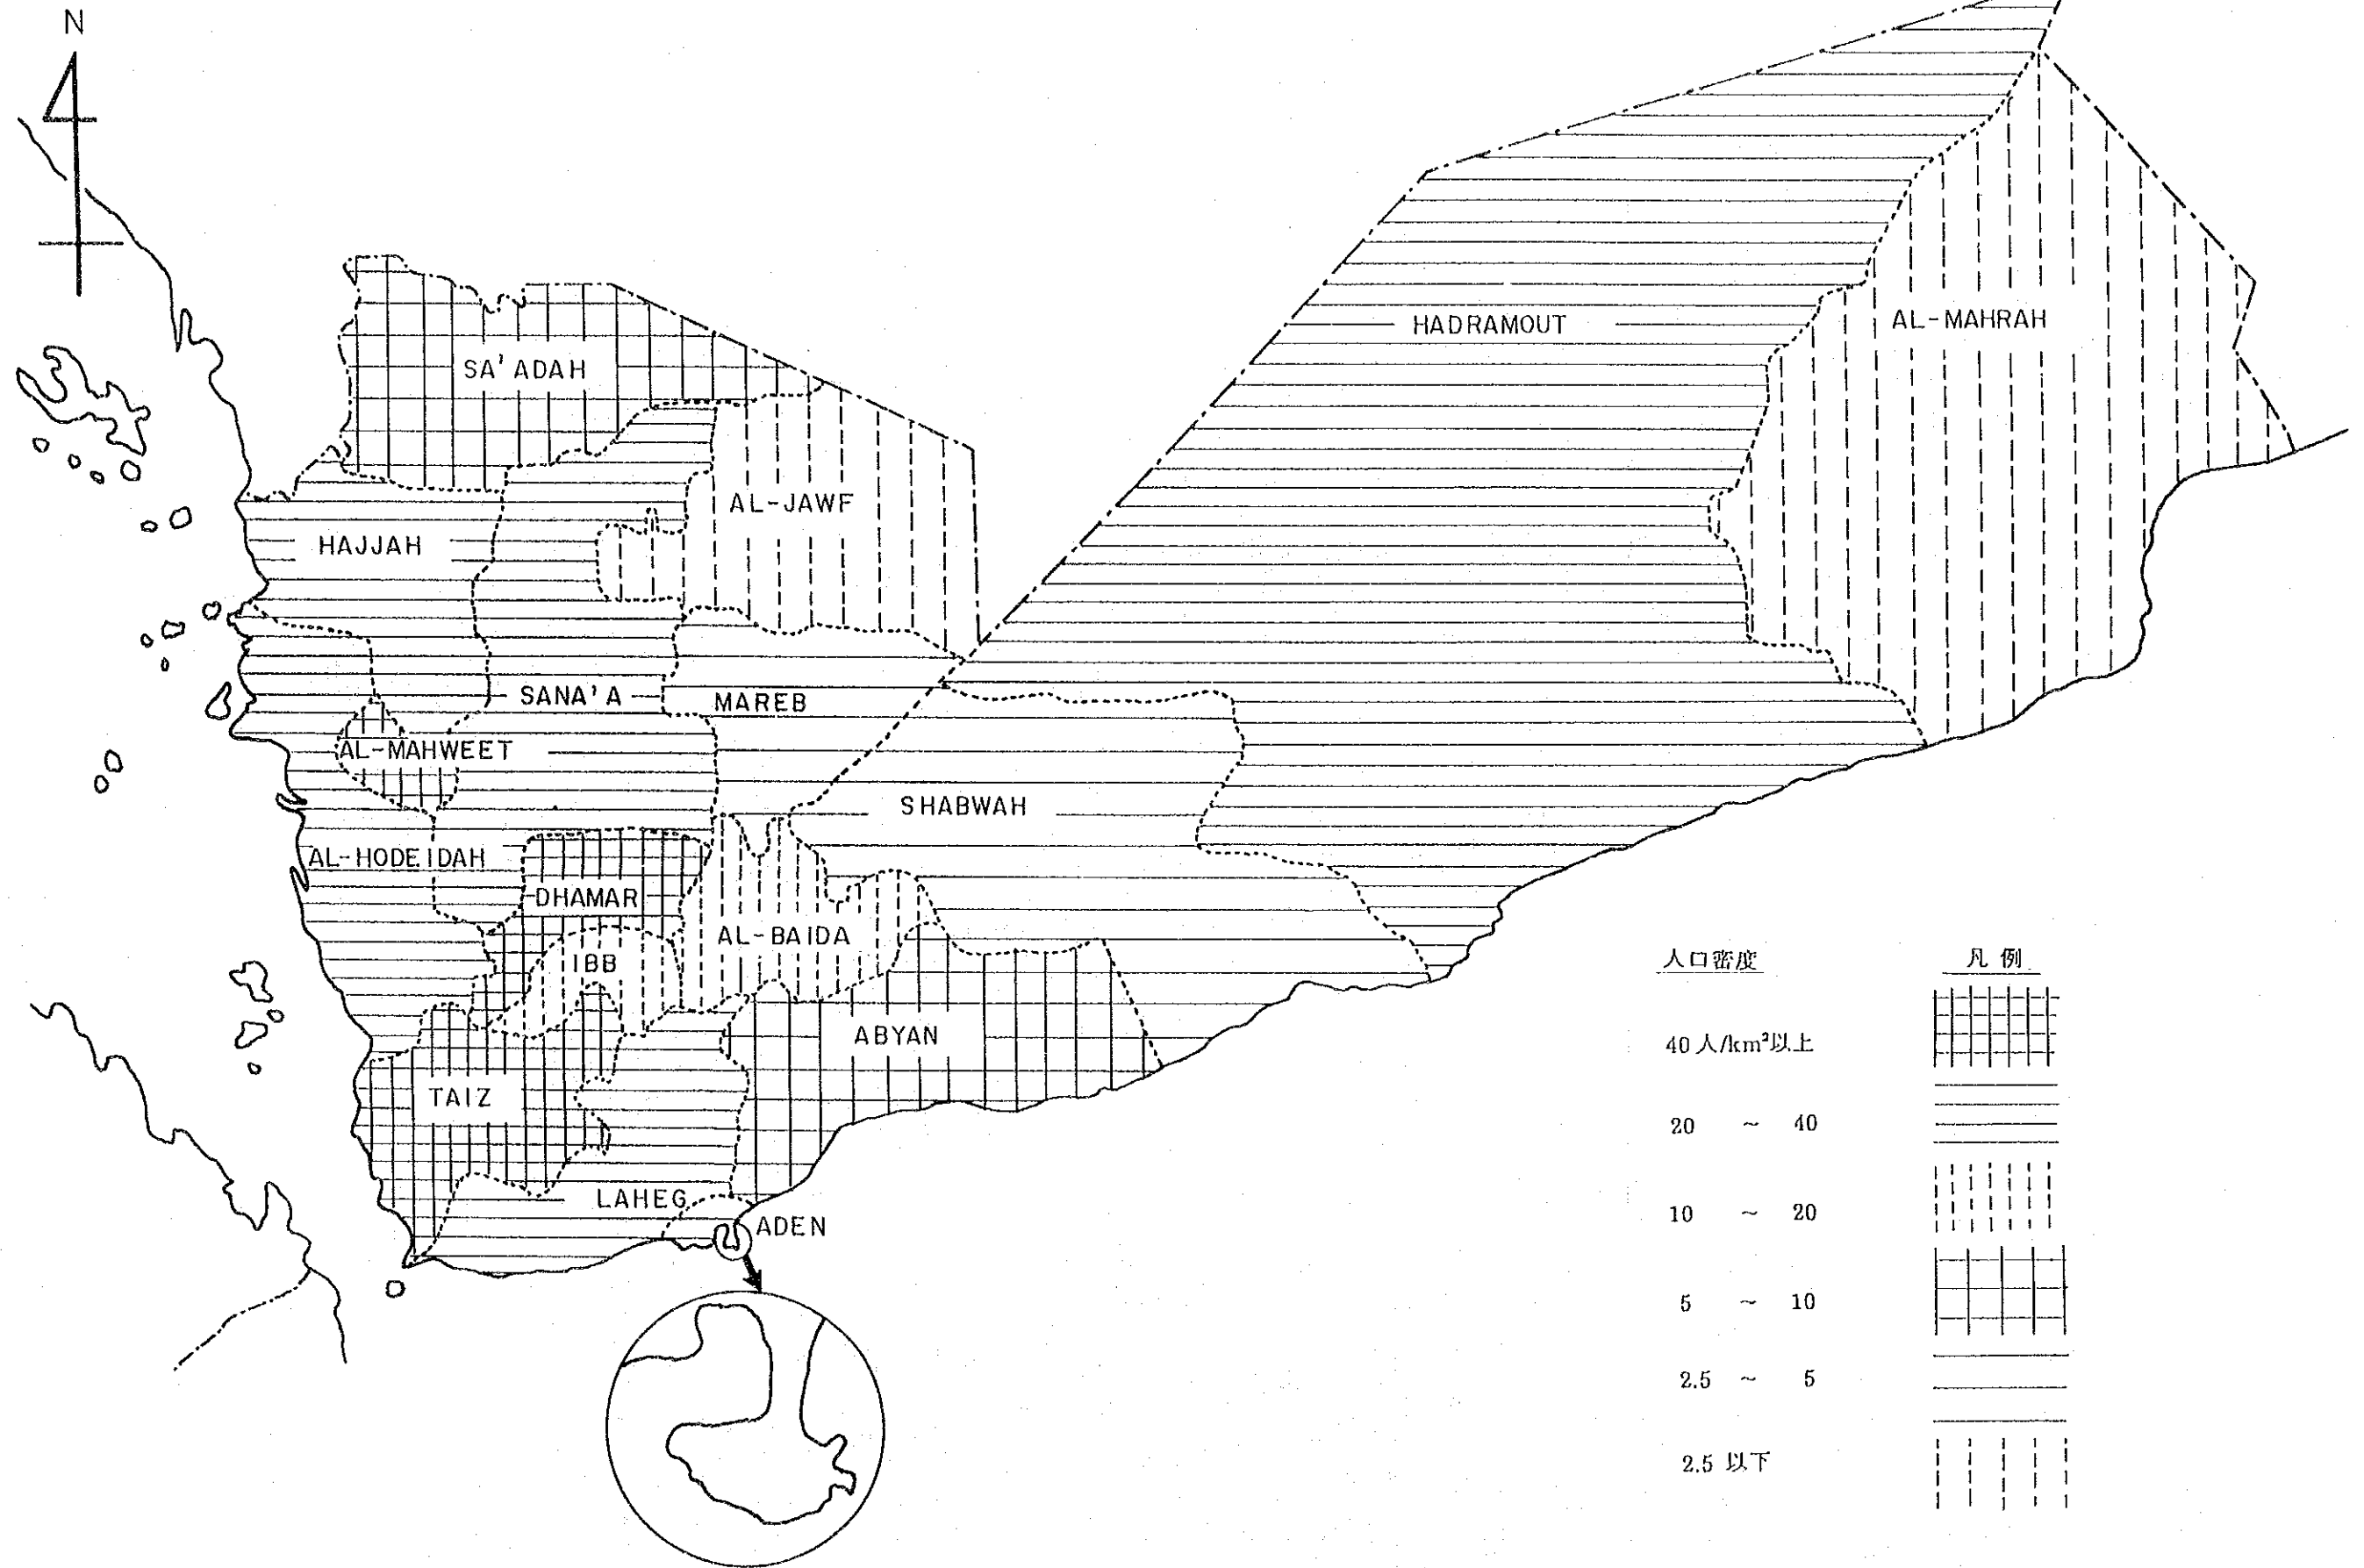 N
HADRAMOUT
AL-MAHRAH
SA'ADAH
AL-JAWF
HAJJAH
SANA'A
MAREB
AL-MAHWEET
SHABWAH
AL-HODEIDAH
DHAMAR
AL-BAIDA
IBB
ABYAN
TAIZ
LAHEG
ADEN
人口密度 凡例
40人/km²以上
20 ~ 40
10 ~ 20
5 ~ 10
2.5 ~ 5
2.5 以下